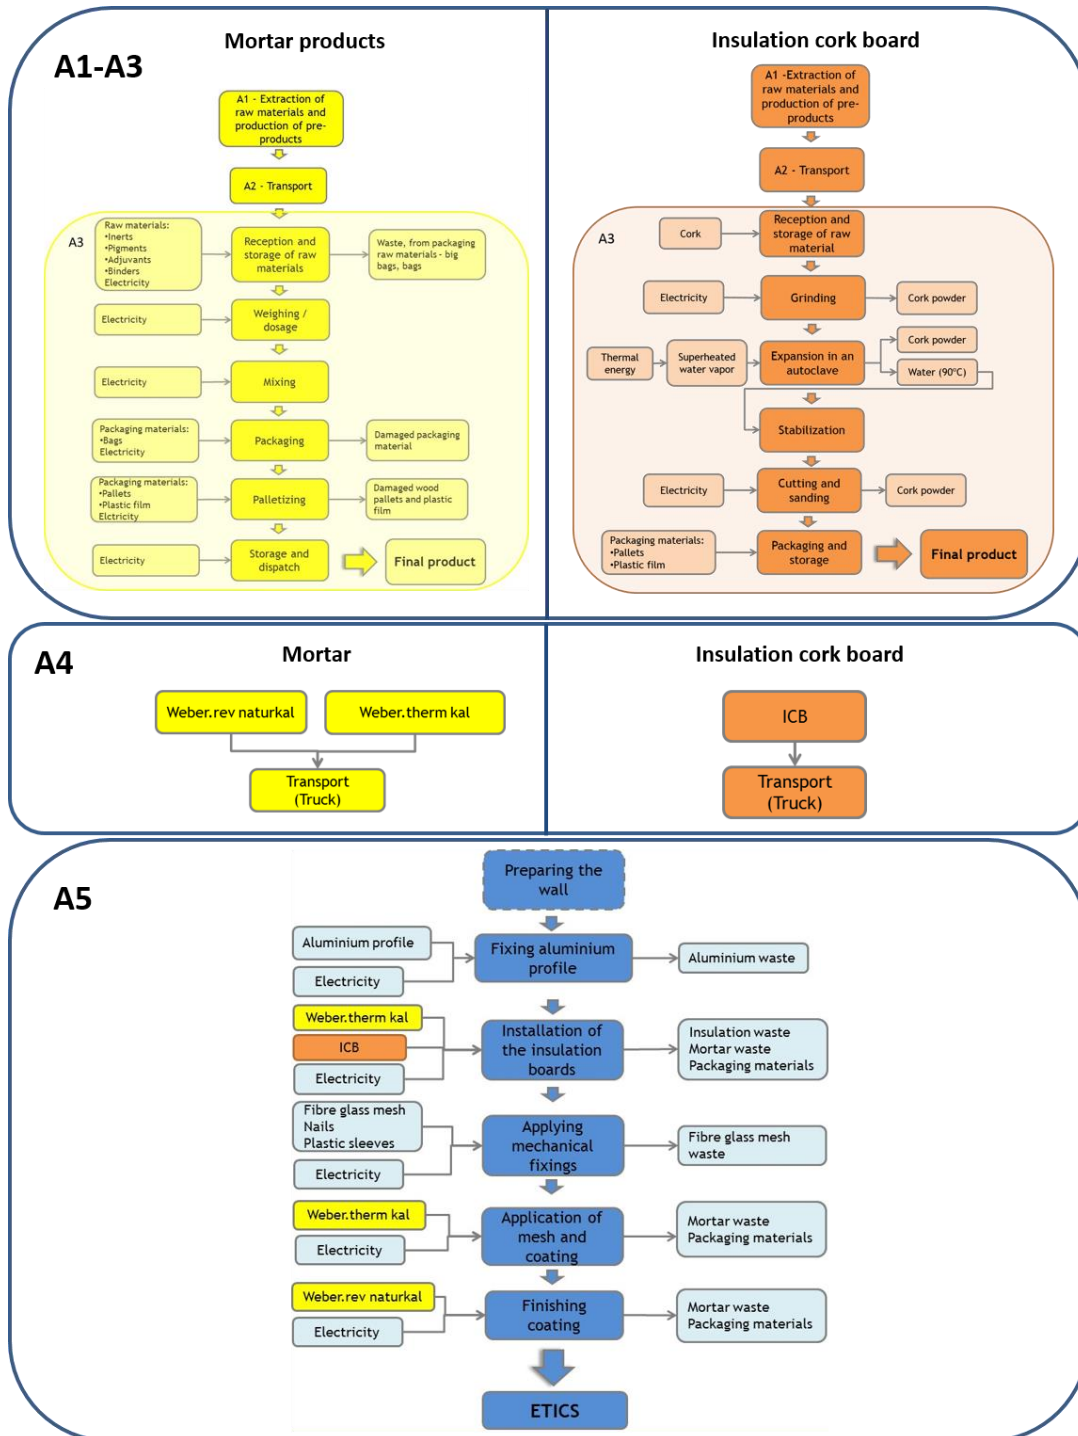 A1-A3
Mortar products
A1 - Extraction of
raw materials and
production of pre-
products
A2 - Transport
A3
Raw materials:
•Inerts
•Pigments
•Adjuvants
•Binders
Electricity
Reception and
storage of raw
materials
Waste, from packaging
raw materials - big
bags, bags
Electricity
Weighing /
dosage
Electricity
Mixing
Packaging materials:
•Bags
Electricity
Packaging
Damaged packaging
material
Packaging materials:
•Pallets
•Plastic film
Elctricity
Palletizing
Damaged wood
pallets and plastic
film
Electricity
Storage and
dispatch
Final product
Insulation cork board
A1 -Extraction of
raw materials and
production of pre-
products
A2 - Transport
A3
Cork
Reception and
storage of raw
material
Electricity
Grinding
Cork powder
Thermal
energy
Superheated
water vapor
Expansion in an
autoclave
Cork powder
Water (90ºC)
Stabilization
Electricity
Cutting and
sanding
Cork powder
Packaging materials:
•Pallets
•Plastic film
Packaging and
storage
Final product
A4
Mortar
Weber.rev naturkal
Weber.therm kal
Transport
(Truck)
Insulation cork board
ICB
Transport
(Truck)
A5
Preparing the
wall
Aluminium profile
Electricity
Fixing aluminium
profile
Aluminium waste
Weber.therm kal
ICB
Electricity
Installation of
the insulation
boards
Insulation waste
Mortar waste
Packaging materials
Fibre glass mesh
Nails
Plastic sleeves
Electricity
Applying
mechanical
fixings
Fibre glass mesh
waste
Weber.therm kal
Electricity
Application of
mesh and
coating
Mortar waste
Packaging materials
Weber.rev naturkal
Electricity
Finishing
coating
Mortar waste
Packaging materials
ETICS